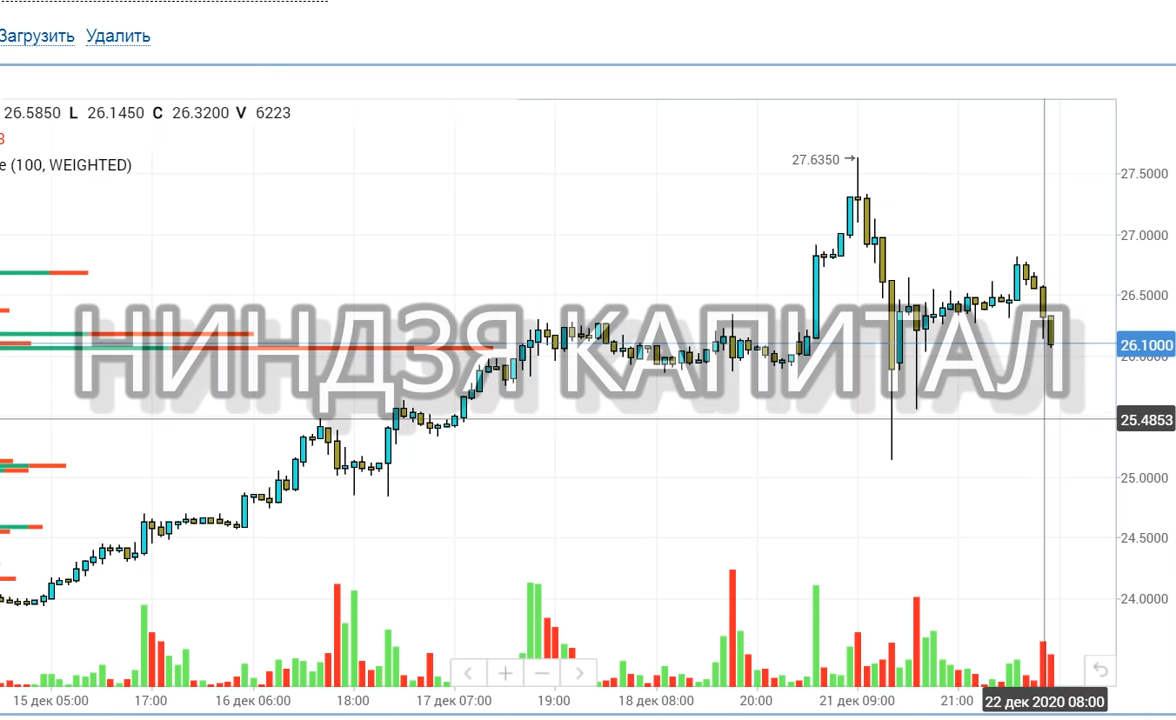 Загрузить Удалить
26.5850 L 26.1450 C 26.3200 V 6223
e (100, WEIGHTED)
27.6350
27.5000
27.0000
26.5000
НИНДЗЯ КАПИТАЛ
26.1000
26.0000
25.4853
25.0000
24.5000
24.0000
15 дек 05:00 17:00 16 дек 06:00 18:00 17 дек 07:00 19:00 18 дек 08:00 20:00 21 дек 09:00 21:00 22 дек 2020 08:00